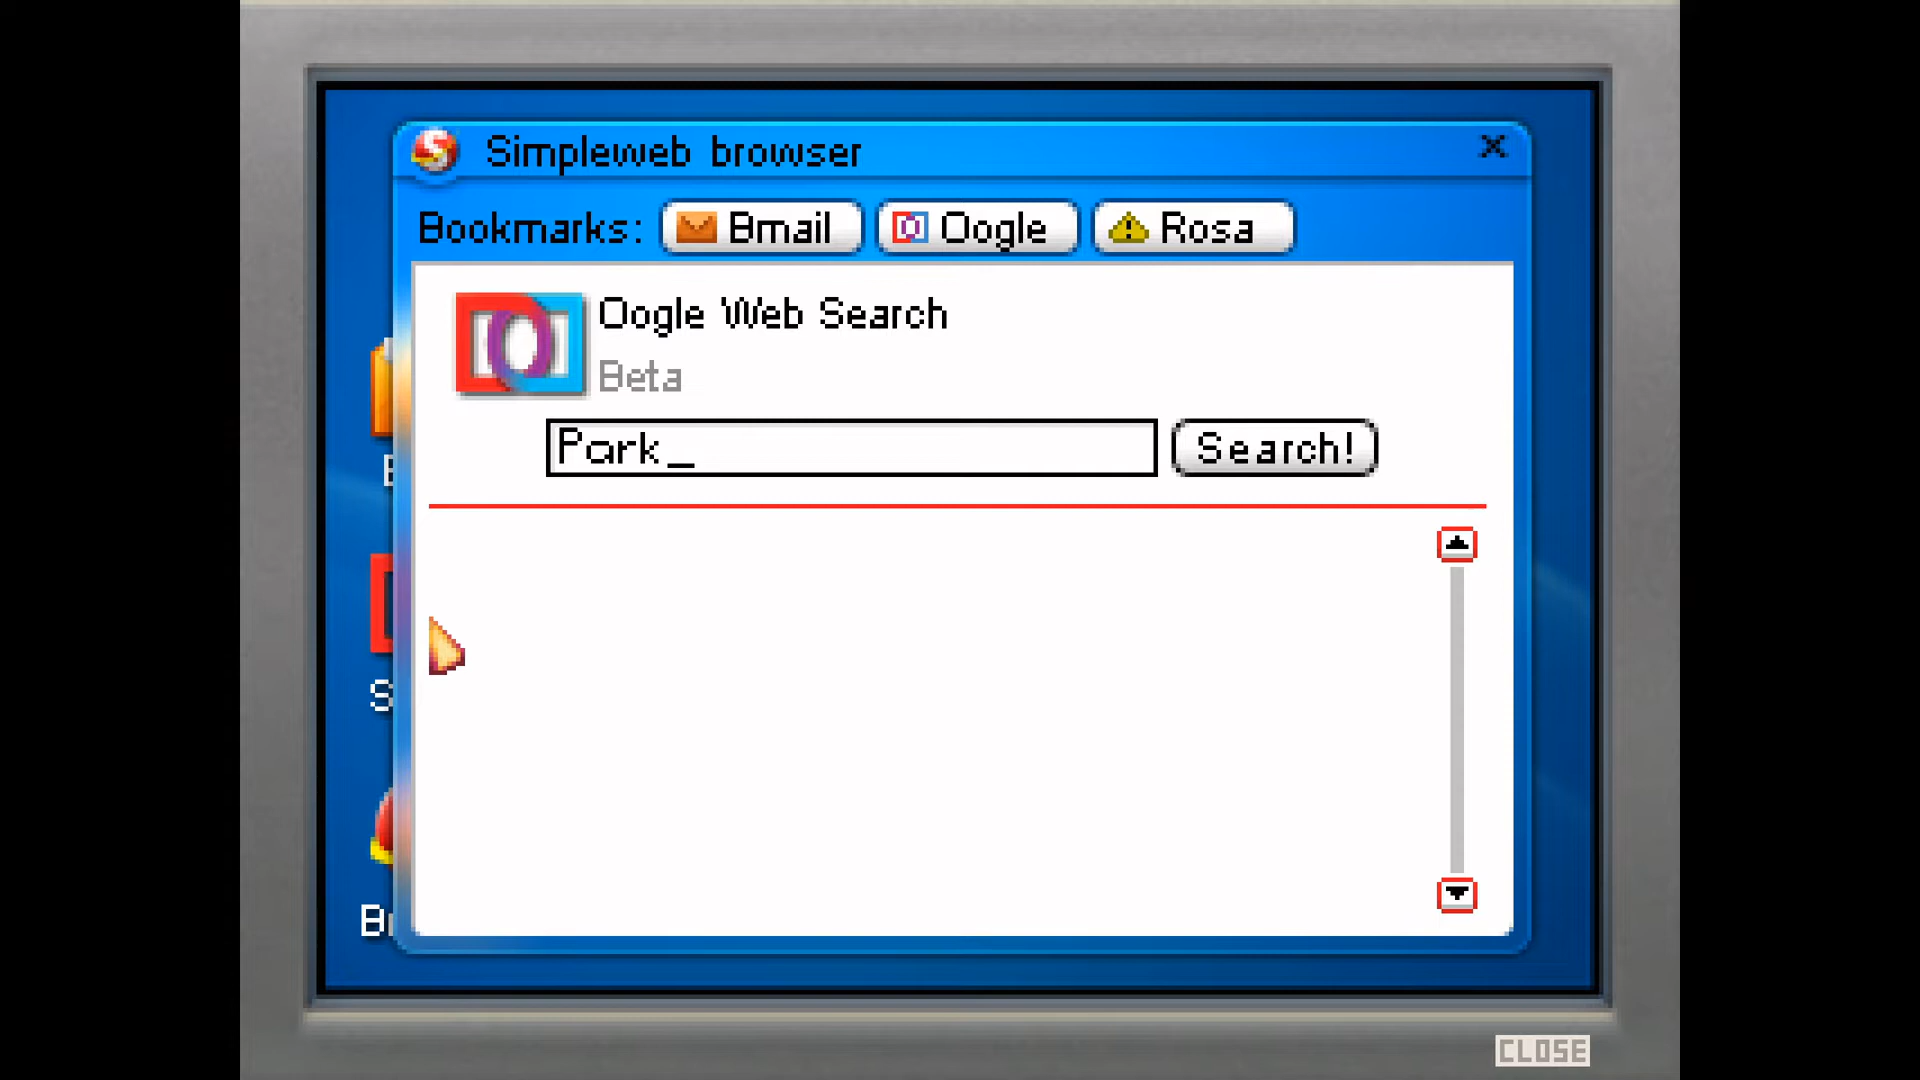 Simpleweb browser
Bookmarks: Bmail Oogle Rosa
Oogle Web Search
Beta
Park_ Search!
CLOSE